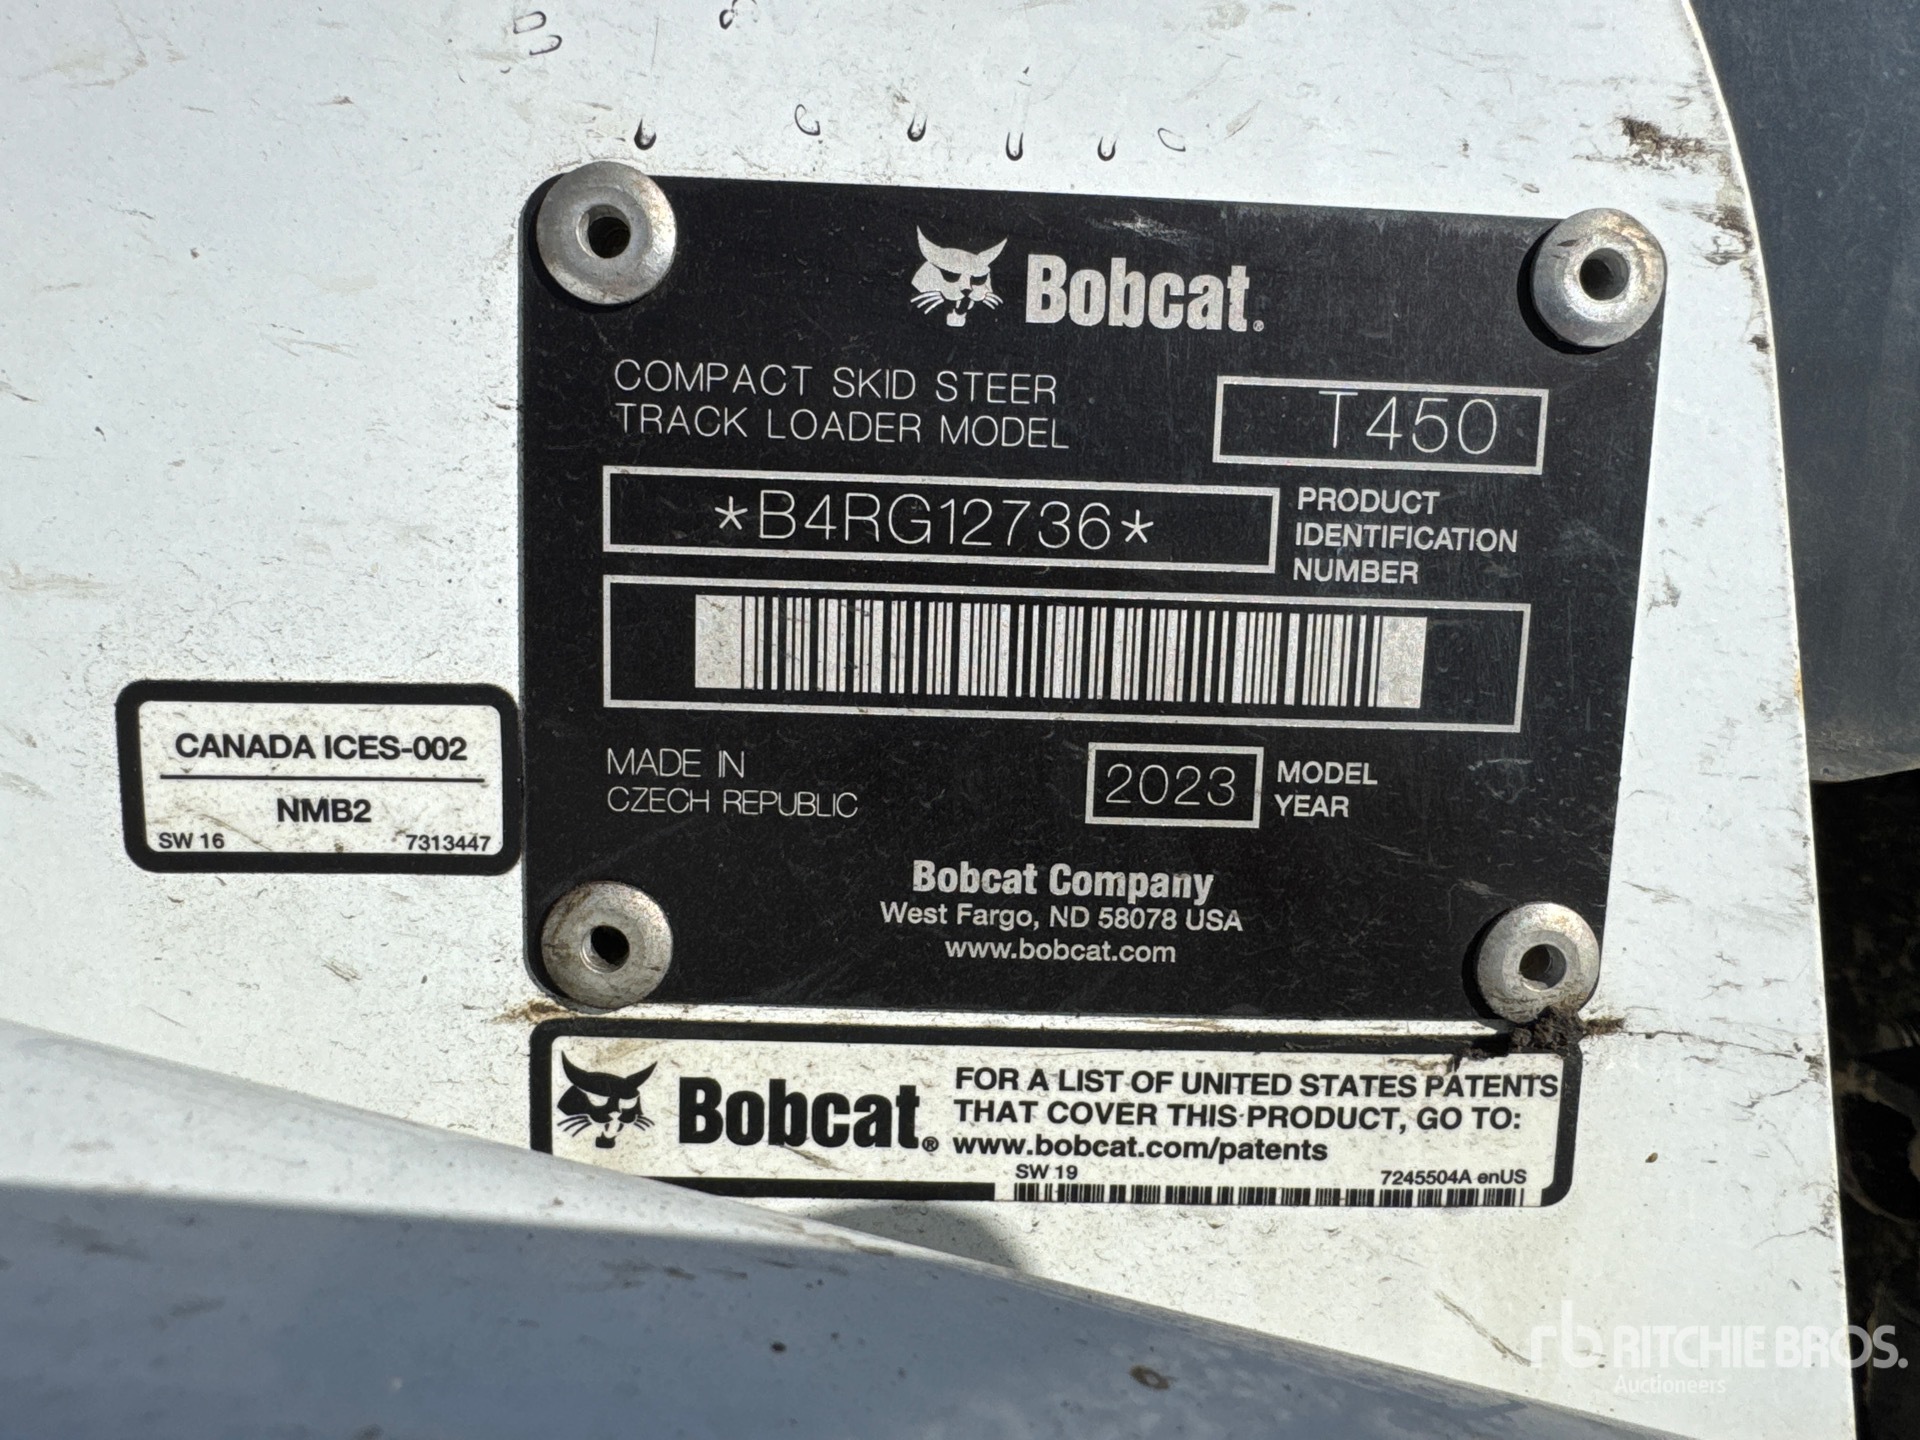 Bobcat®
COMPACT SKID STEER
TRACK LOADER MODEL
T450
*B4RG12736*
PRODUCT
IDENTIFICATION
NUMBER
MADE IN
CZECH REPUBLIC
2023
MODEL
YEAR
Bobcat Company
West Fargo, ND 58078 USA
www.bobcat.com
CANADA ICES-002
NMB2
SW 16 7313447
Bobcat®
FOR A LIST OF UNITED STATES PATENTS
THAT COVER THIS PRODUCT, GO TO:
www.bobcat.com/patents
SW 19 7245504A enUS
rb RITCHIE BROS.
Auctioneers